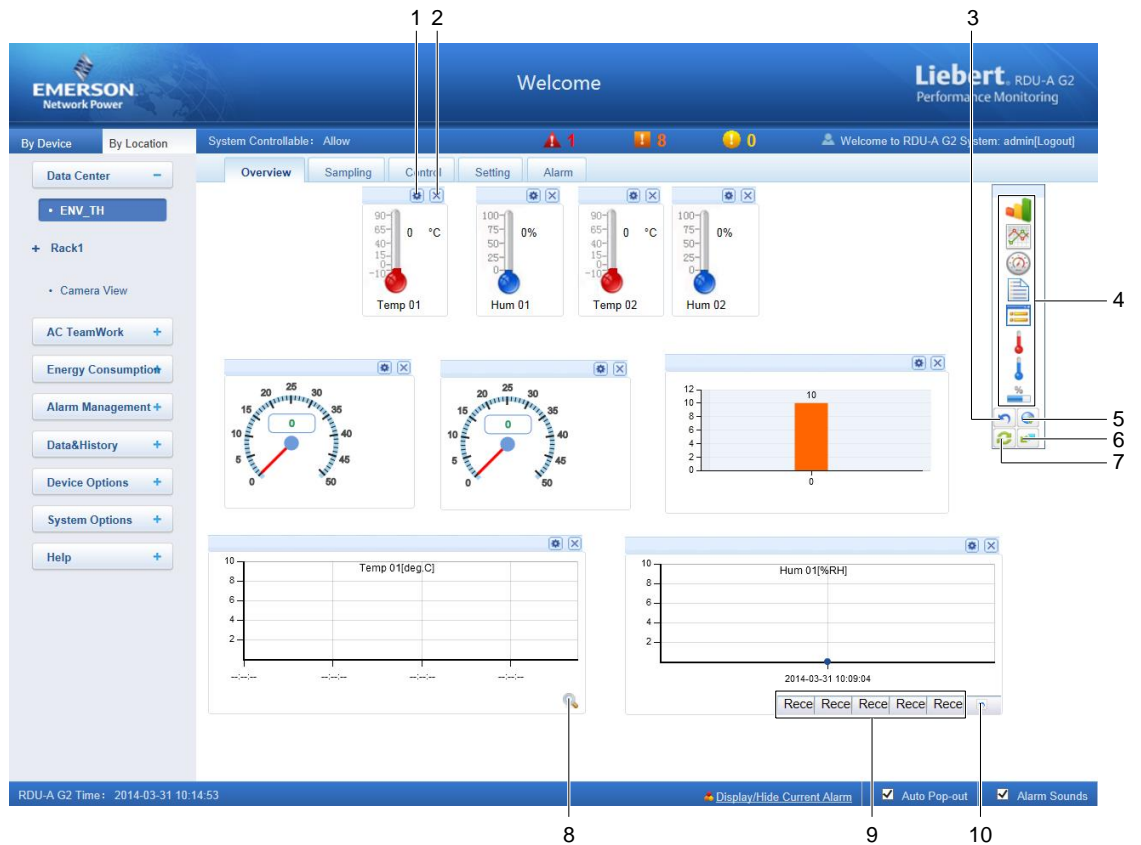 1 2 3
EMERSON.
Network Power
Welcome
Liebert. RDU-A G2
Performance Monitoring
By Device By Location
System Controllable: Allow 1 8 0 Welcome to RDU-A G2 System: admin[Logout]
Data Center −
ENV_TH
+ Rack1
Camera View
AC TeamWork +
Energy Consumption+
Alarm Management +
Data&History +
Device Options +
System Options +
Help +
Overview Sampling Control Setting Alarm
90 65 40 15 0 -10
0 °C
Temp 01
100 75 50 25 0
0%
Hum 01
90 65 40 15 0 -10
0 °C
Temp 02
100 75 50 25 0
0%
Hum 02
0 5 10 15 20 25 30 35 40 45 50
0
0 5 10 15 20 25 30 35 40 45 50
0
12 10 8 6 4 2 0
10
0
%
4
5
6
7
Temp 01[deg.C]
10 8 6 4 2
--:--:-- --:--:-- --:--:-- --:--:--
Hum 01[%RH]
10 8 6 4 2
2014-03-31 10:09:04
Rece Rece Rece Rece Rece
RDU-A G2 Time: 2014-03-31 10:14:53
Display/Hide Current Alarm Auto Pop-out Alarm Sounds
8 9 10